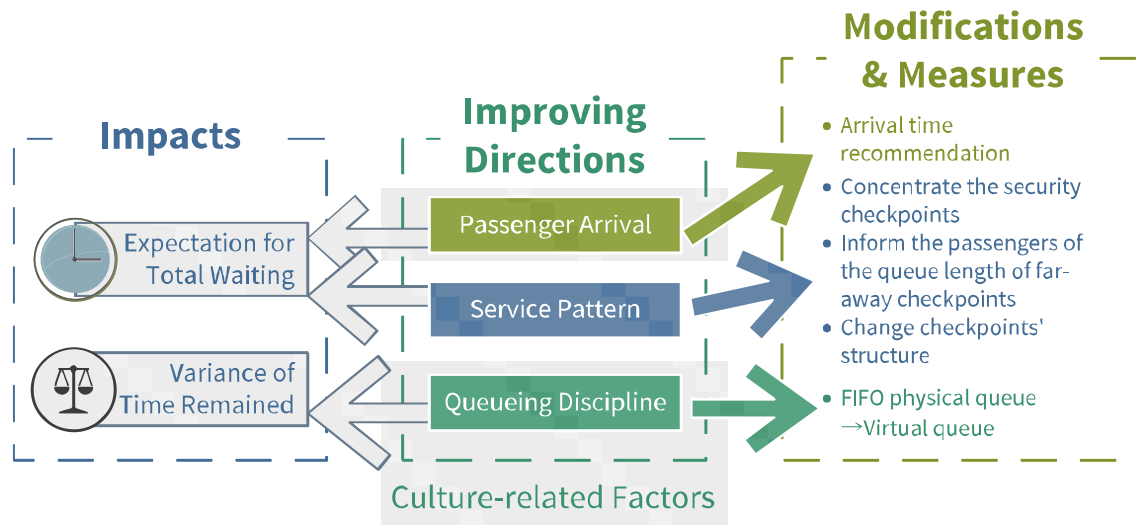 Impacts
Expectation for
Total Waiting
Variance of
Time Remained
Improving
Directions
Passenger Arrival
Service Pattern
Queueing Discipline
Culture-related Factors
Modifications
& Measures
• Arrival time
recommendation
• Concentrate the security
checkpoints
• Inform the passengers of
the queue length of far-
away checkpoints
• Change checkpoints'
structure
• FIFO physical queue
→Virtual queue